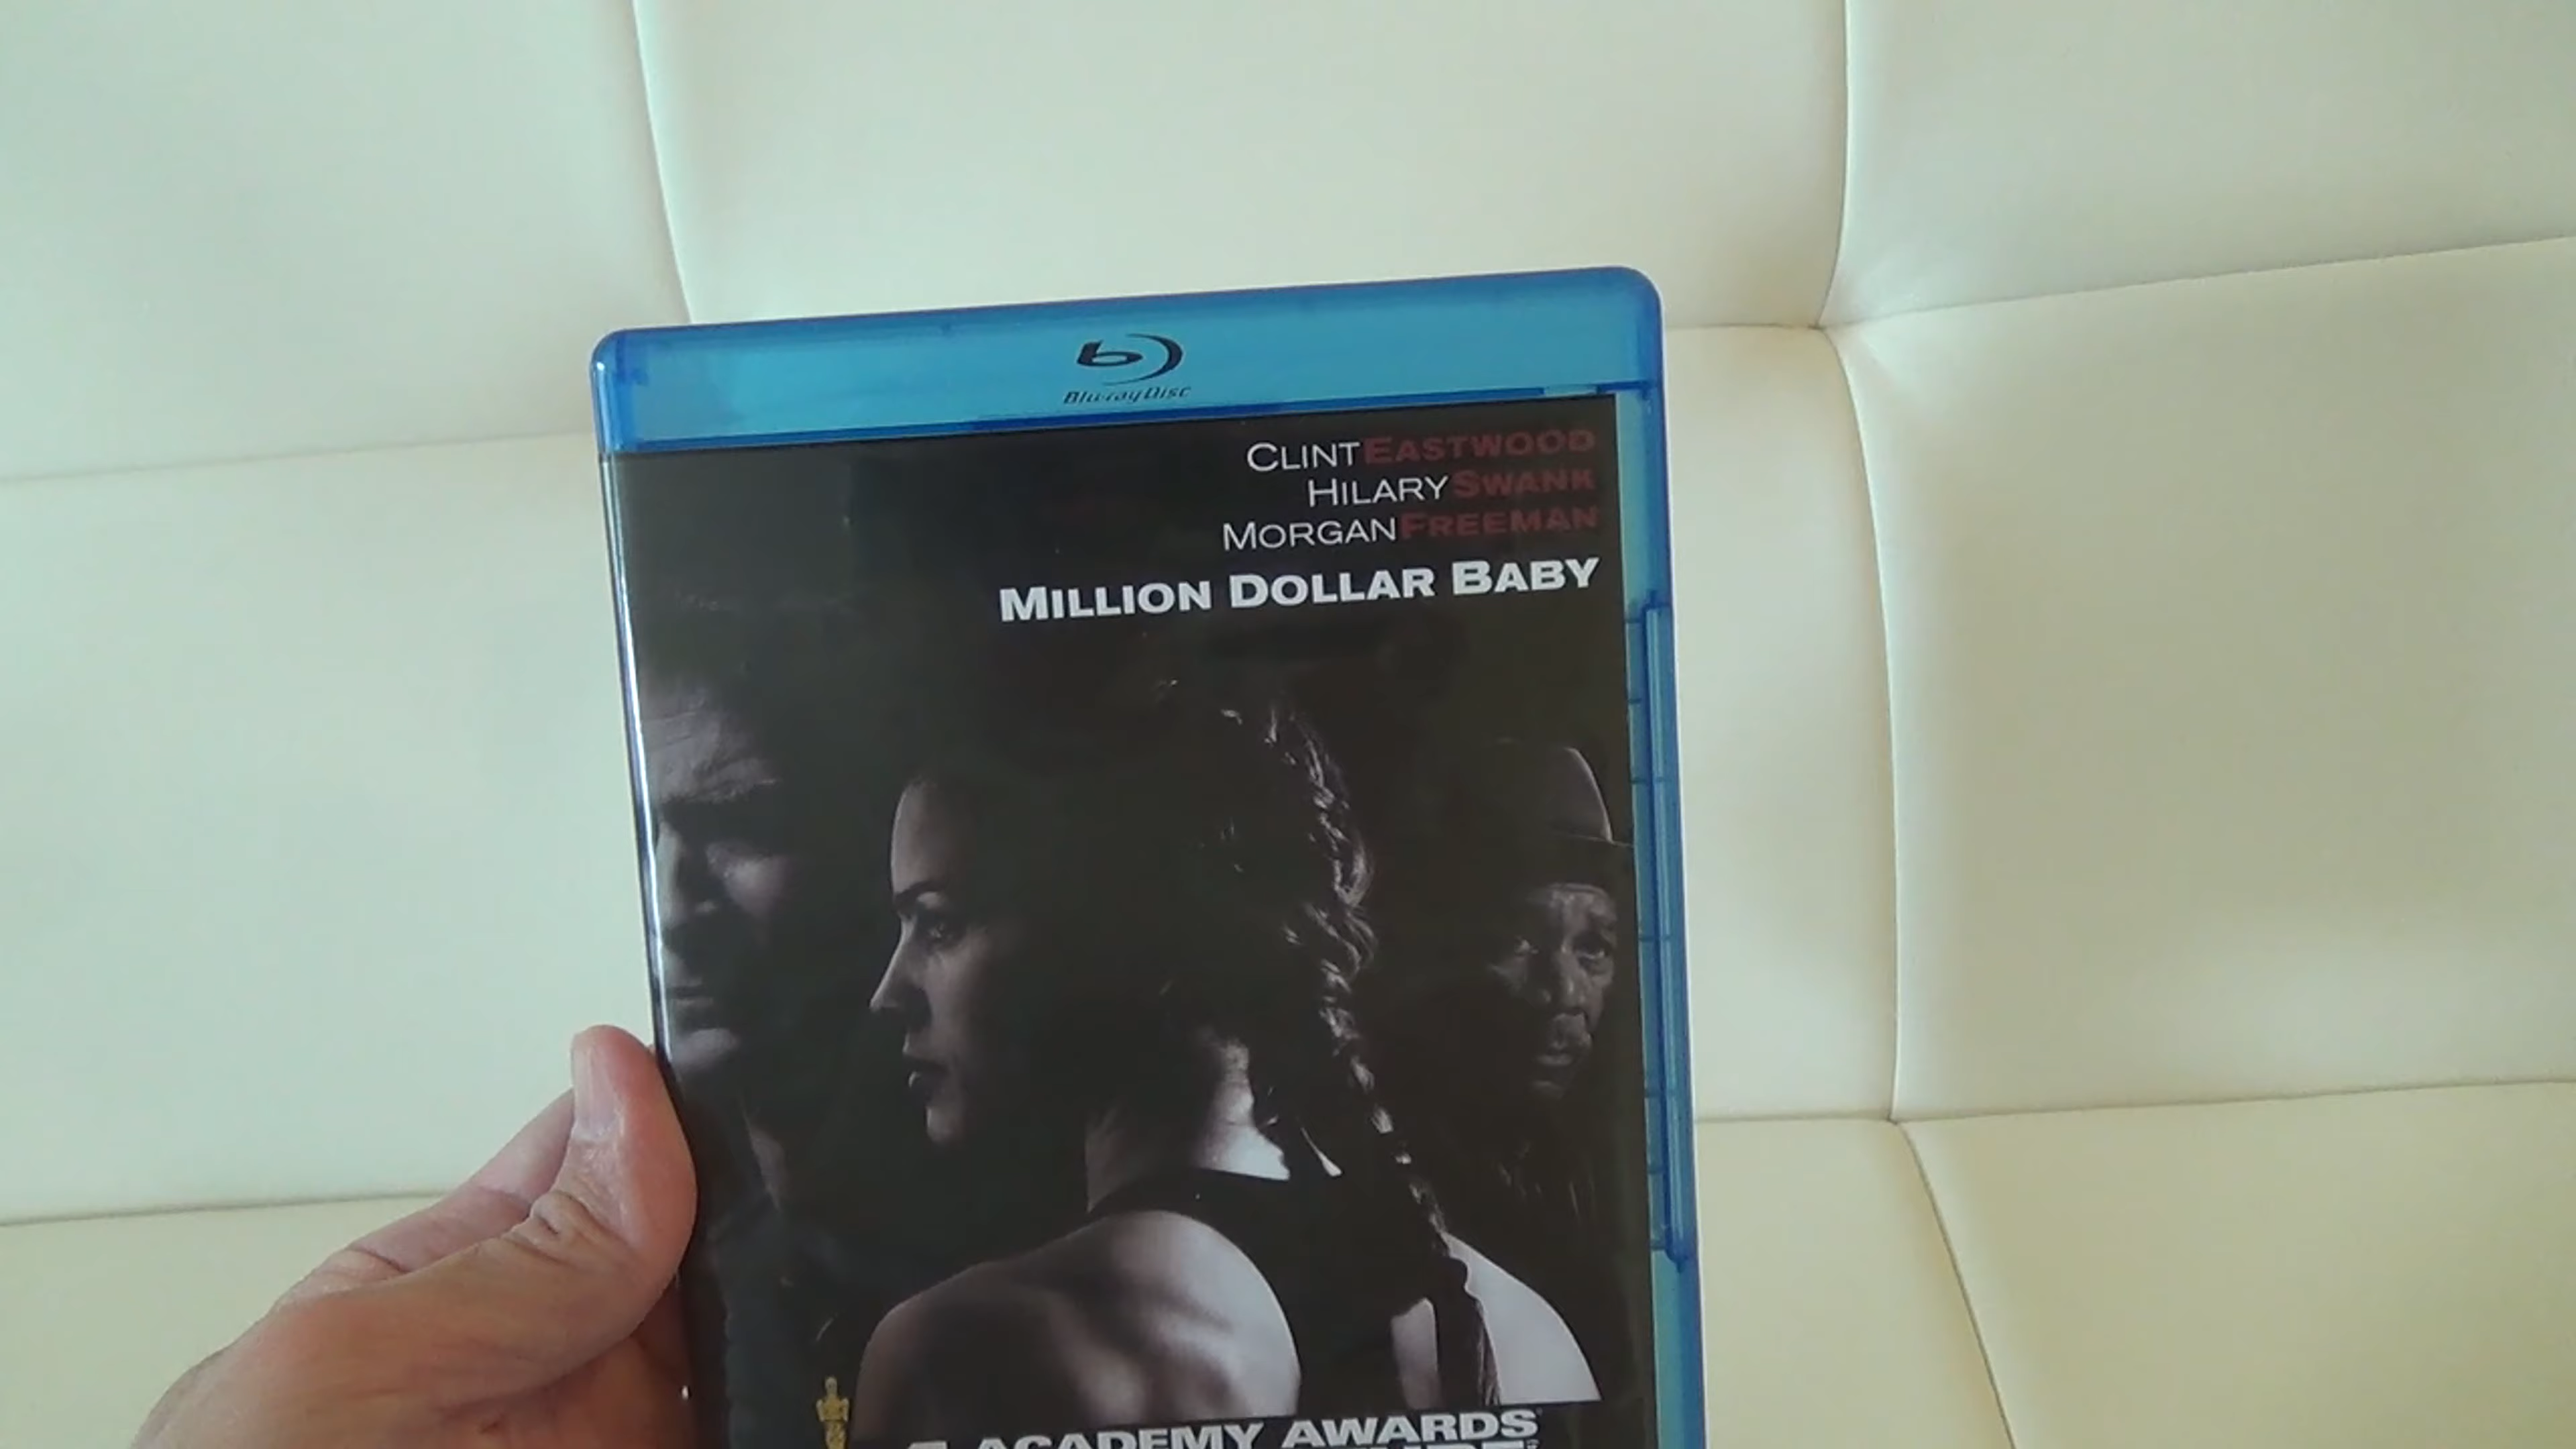 Blu-ray Disc
CLINT EASTWOOD
HILARY SWANK
MORGAN FREEMAN
MILLION DOLLAR BABY
ACADEMY AWARDS